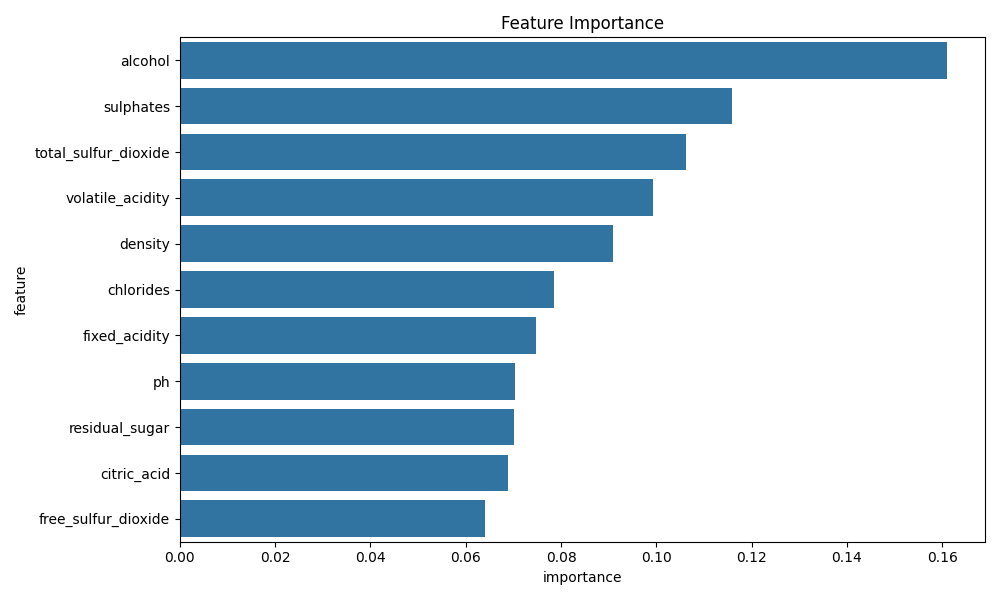 Feature Importance
alcohol
sulphates
total_sulfur_dioxide
volatile_acidity
density
chlorides
fixed_acidity
ph
residual_sugar
citric_acid
free_sulfur_dioxide
feature
0.00 0.02 0.04 0.06 0.08 0.10 0.12 0.14 0.16
importance